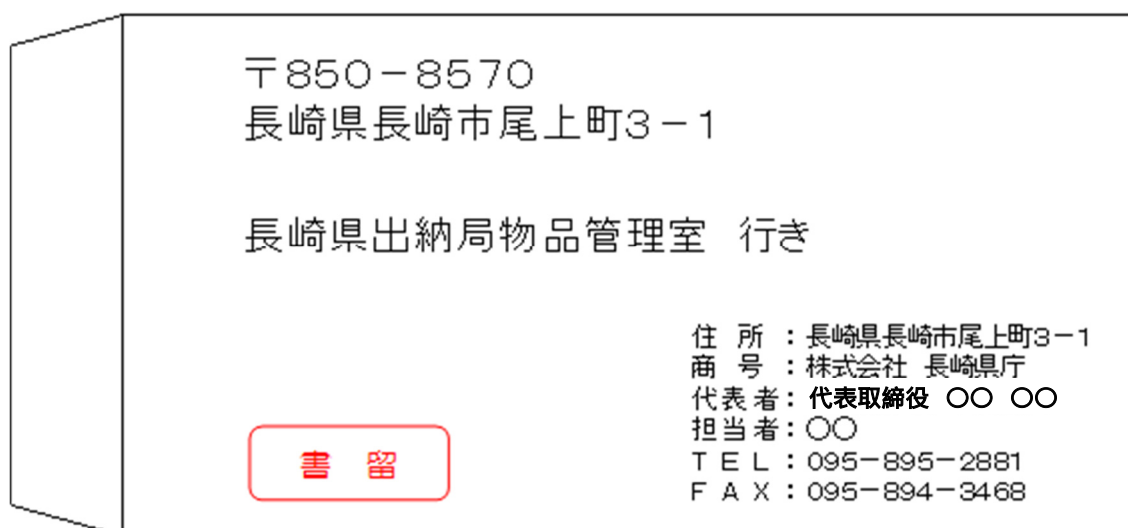 〒850-8570
長崎県長崎市尾上町3-1
長崎県出納局物品管理室 行き
住 所 : 長崎県長崎市尾上町3-1
商 号 : 株式会社 長崎県庁
代表者: 代表取締役 〇〇 〇〇
担当者: 〇〇
T E L : 095-895-2881
F A X : 095-894-3468
書 留